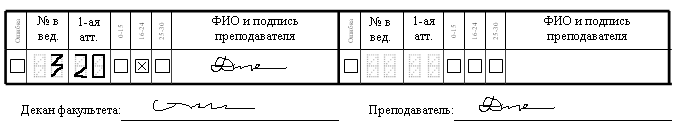 Ошибка № в вед. 1-ая атт. 0-15 16-24 25-30 ФИО и подпись преподавателя Ошибка № в вед. 1-ая атт. 0-15 16-24 25-30 ФИО и подпись преподавателя
3 20
Декан факультета: Преподаватель: